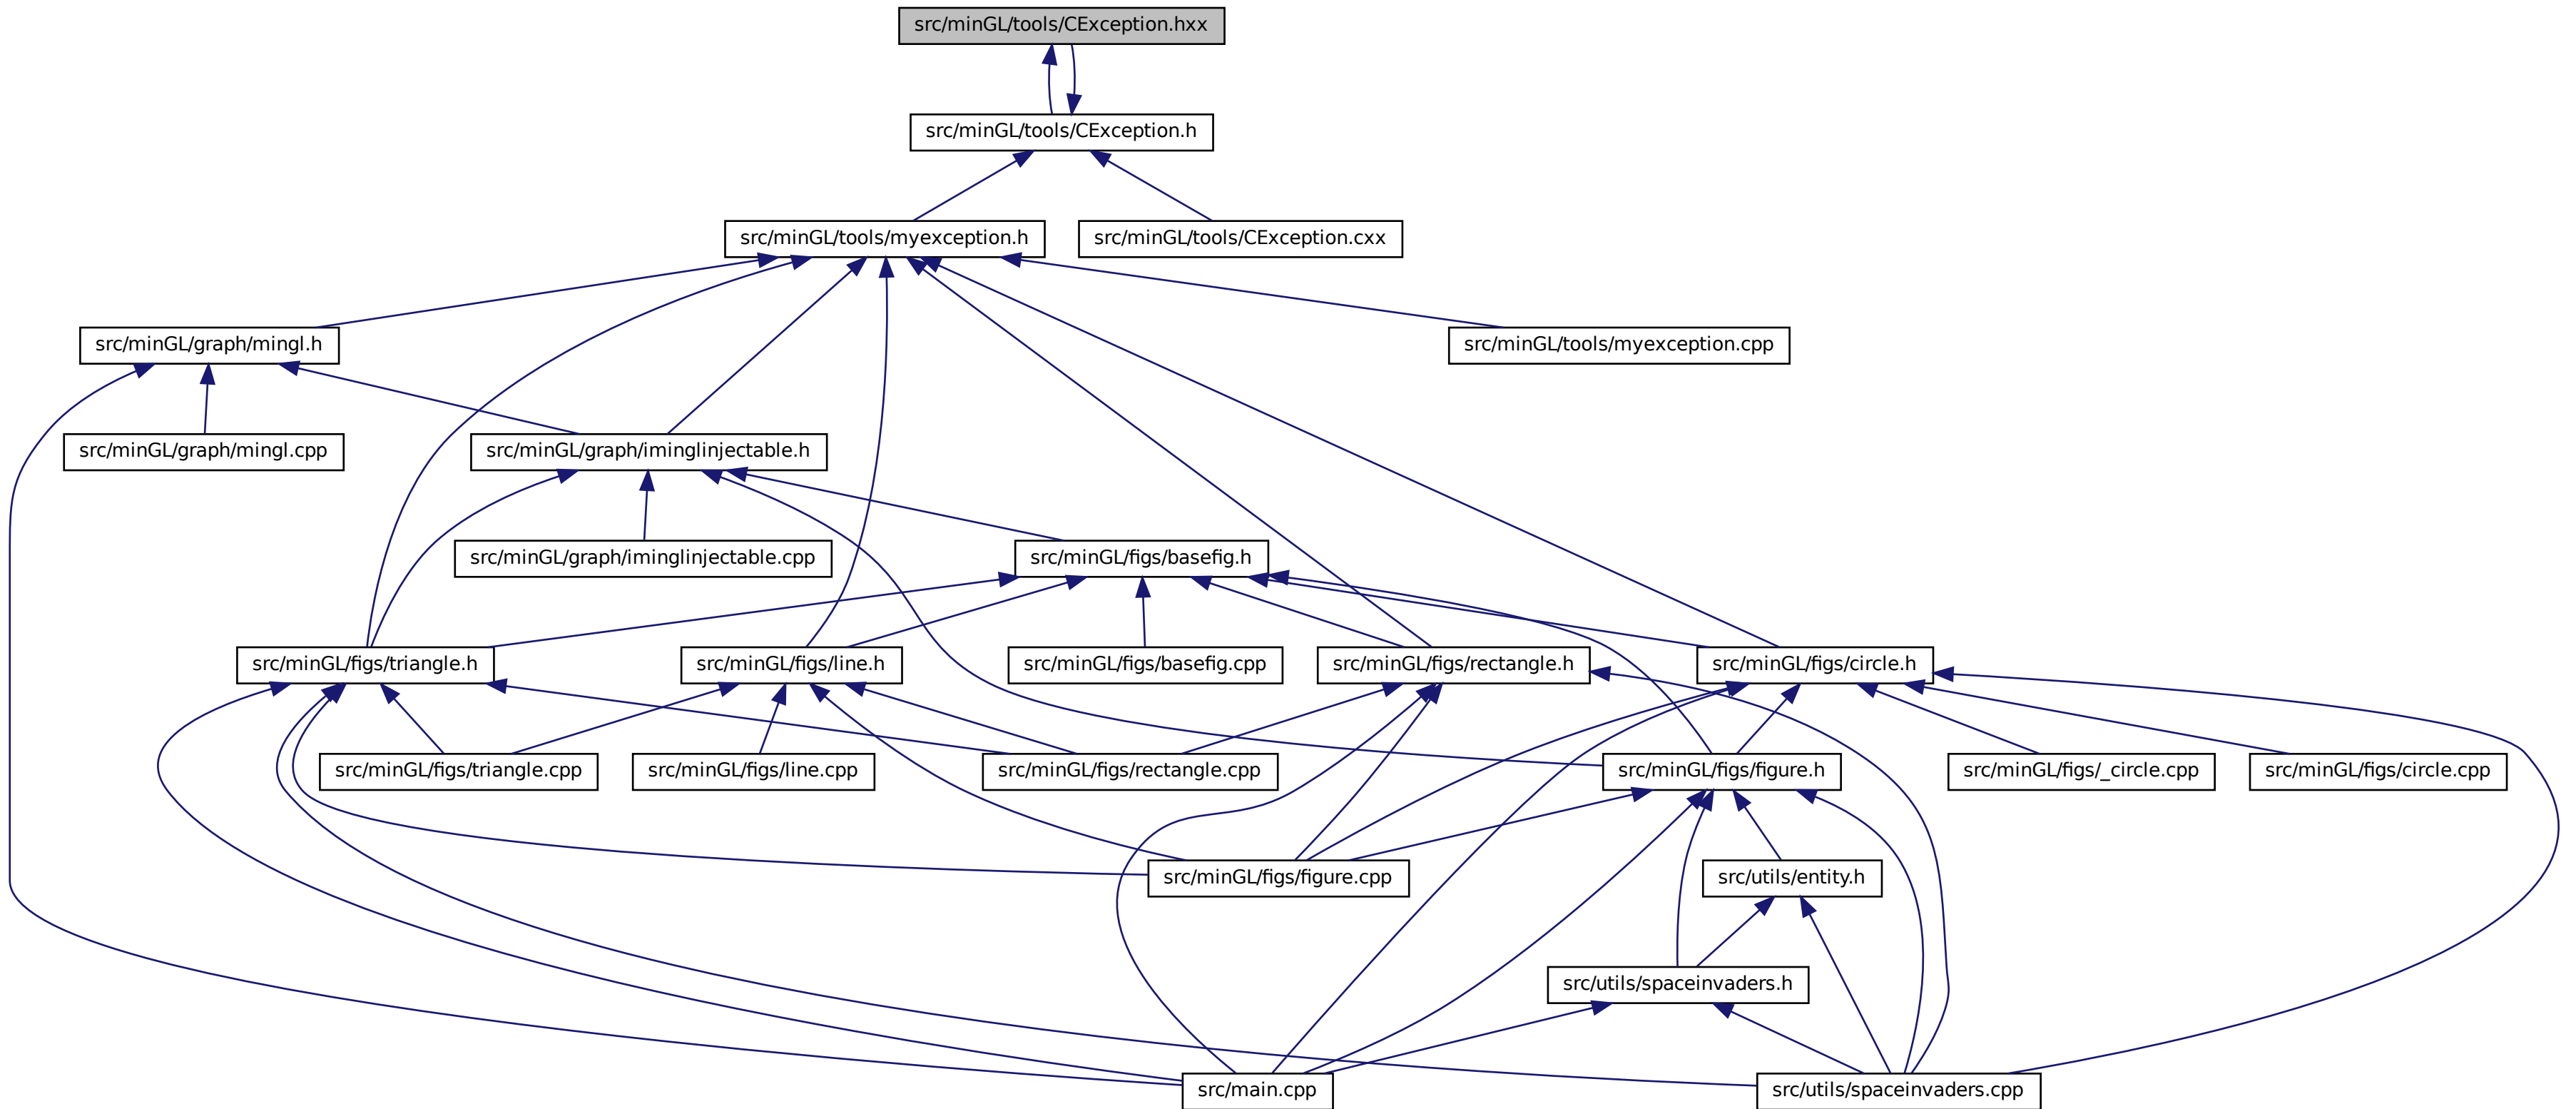 src/minGL/tools/CException.hxx
src/minGL/tools/CException.h
src/minGL/tools/myexception.h
src/minGL/tools/CException.cxx
src/minGL/graph/mingl.h
src/minGL/tools/myexception.cpp
src/minGL/graph/mingl.cpp
src/minGL/graph/iminglinjectable.h
src/minGL/graph/iminglinjectable.cpp
src/minGL/figs/basefig.h
src/minGL/figs/triangle.h
src/minGL/figs/line.h
src/minGL/figs/basefig.cpp
src/minGL/figs/rectangle.h
src/minGL/figs/circle.h
src/minGL/figs/triangle.cpp
src/minGL/figs/line.cpp
src/minGL/figs/rectangle.cpp
src/minGL/figs/figure.h
src/minGL/figs/_circle.cpp
src/minGL/figs/circle.cpp
src/minGL/figs/figure.cpp
src/utils/entity.h
src/utils/spaceinvaders.h
src/main.cpp
src/utils/spaceinvaders.cpp